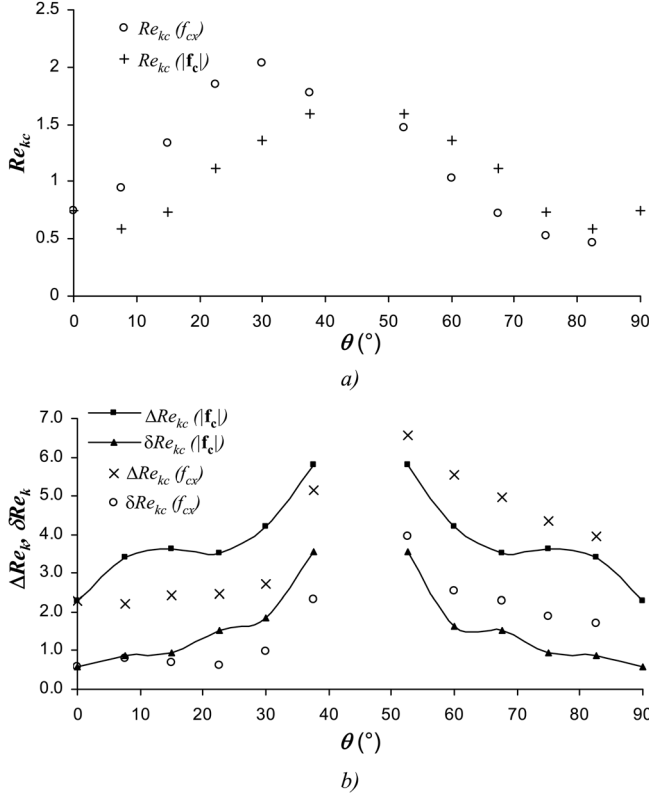 2.5
Re_kc (f_cx)
2
Re_kc (|f_c|)
1.5
Re_kc
1
0.5
0
0 10 20 30 40 50 60 70 80 90
θ (°)
a)
7.0
ΔRe_kc (|f_c|)
δRe_kc (|f_c|)
6.0
ΔRe_kc (f_cx)
5.0
δRe_kc (f_cx)
4.0
ΔRe_k, δRe_k
3.0
2.0
1.0
0.0
0 10 20 30 40 50 60 70 80 90
θ (°)
b)